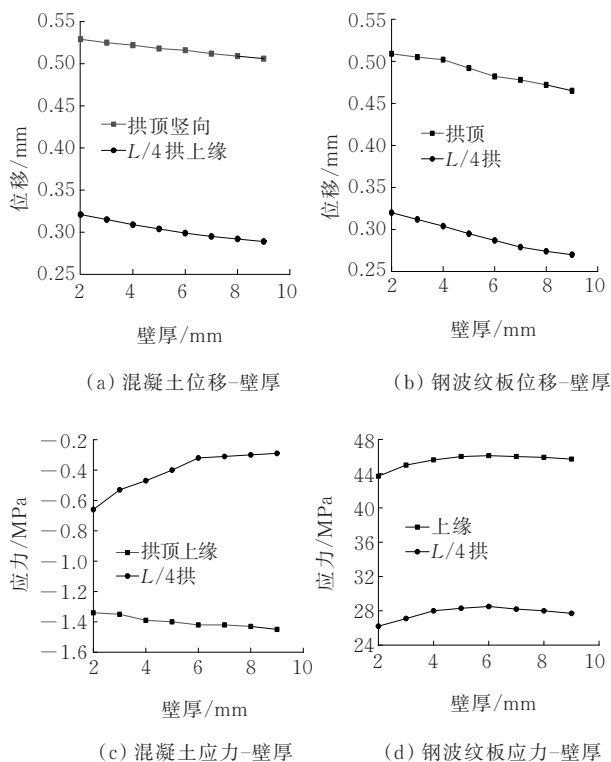 0.55
0.50
0.45
0.40
0.35
0.30
0.25
位移/mm
拱顶竖向
L/4拱上缘
2 4 6 8 10
壁厚/mm
(a) 混凝土位移-壁厚
0.55
0.50
0.45
0.40
0.35
0.30
0.25
位移/mm
拱顶
L/4拱
2 4 6 8 10
壁厚/mm
(b) 钢波纹板位移-壁厚
—0.2
—0.4
—0.6
—0.8
—1.0
—1.2
—1.4
—1.6
应力/MPa
拱顶上缘
L/4拱
2 4 6 8 10
壁厚/mm
(c) 混凝土应力-壁厚
48
46
44
36
32
28
24
应力/MPa
上缘
L/4拱
2 4 6 8 10
壁厚/mm
(d) 钢波纹板应力-壁厚